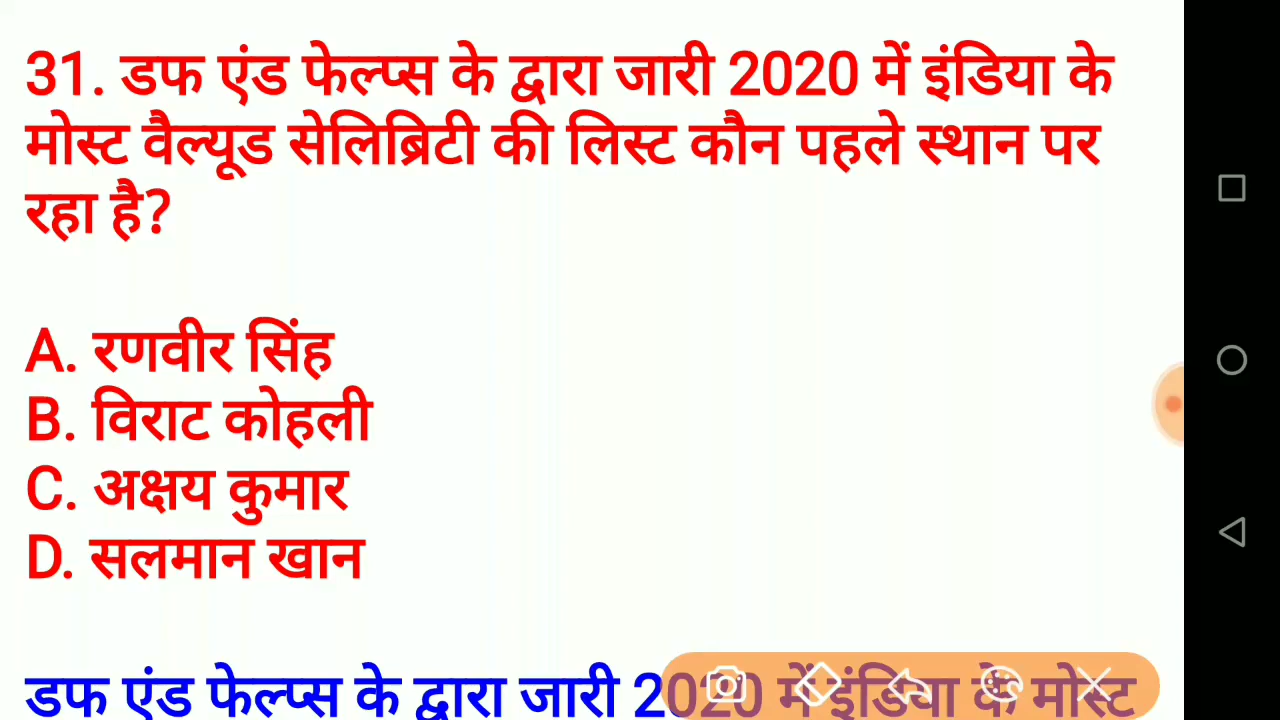 31. डफ एंड फेल्प्स के द्वारा जारी 2020 में इंडिया के
मोस्ट वैल्यूड सेलिब्रिटी की लिस्ट कौन पहले स्थान पर
रहा है?
A. रणवीर सिंह
B. विराट कोहली
C. अक्षय कुमार
D. सलमान खान
डफ एंड फेल्प्स के द्वारा जारी 2020 में इंडिया के मोस्ट